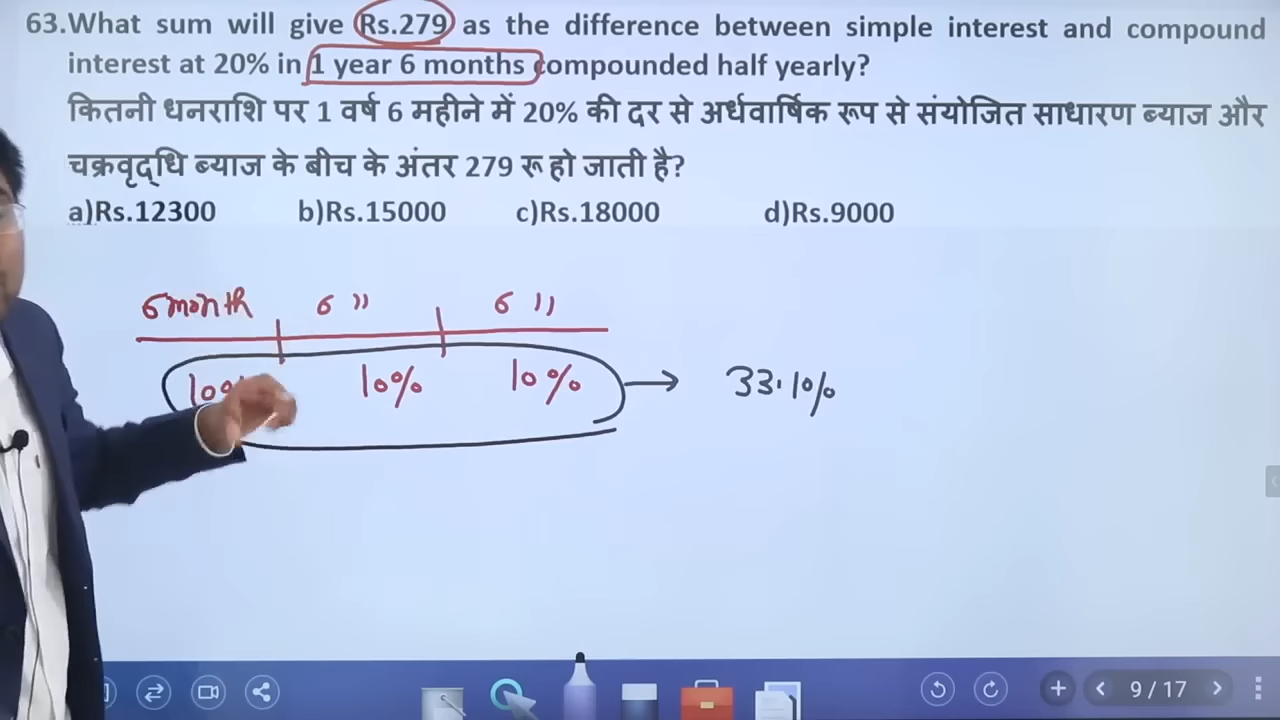 63.What sum will give Rs.279 as the difference between simple interest and compound
interest at 20% in 1 year 6 months compounded half yearly?
कितनी धनराशि पर 1 वर्ष 6 महीने में 20% की दर से अर्धवार्षिक रूप से संयोजित साधारण ब्याज और
चक्रवृद्धि ब्याज के बीच के अंतर 279 रू हो जाती है?
a)Rs.12300 b)Rs.15000 c)Rs.18000 d)Rs.9000
6month 6 " 6 "
10% 10% 10% → 33.10%
9 / 17